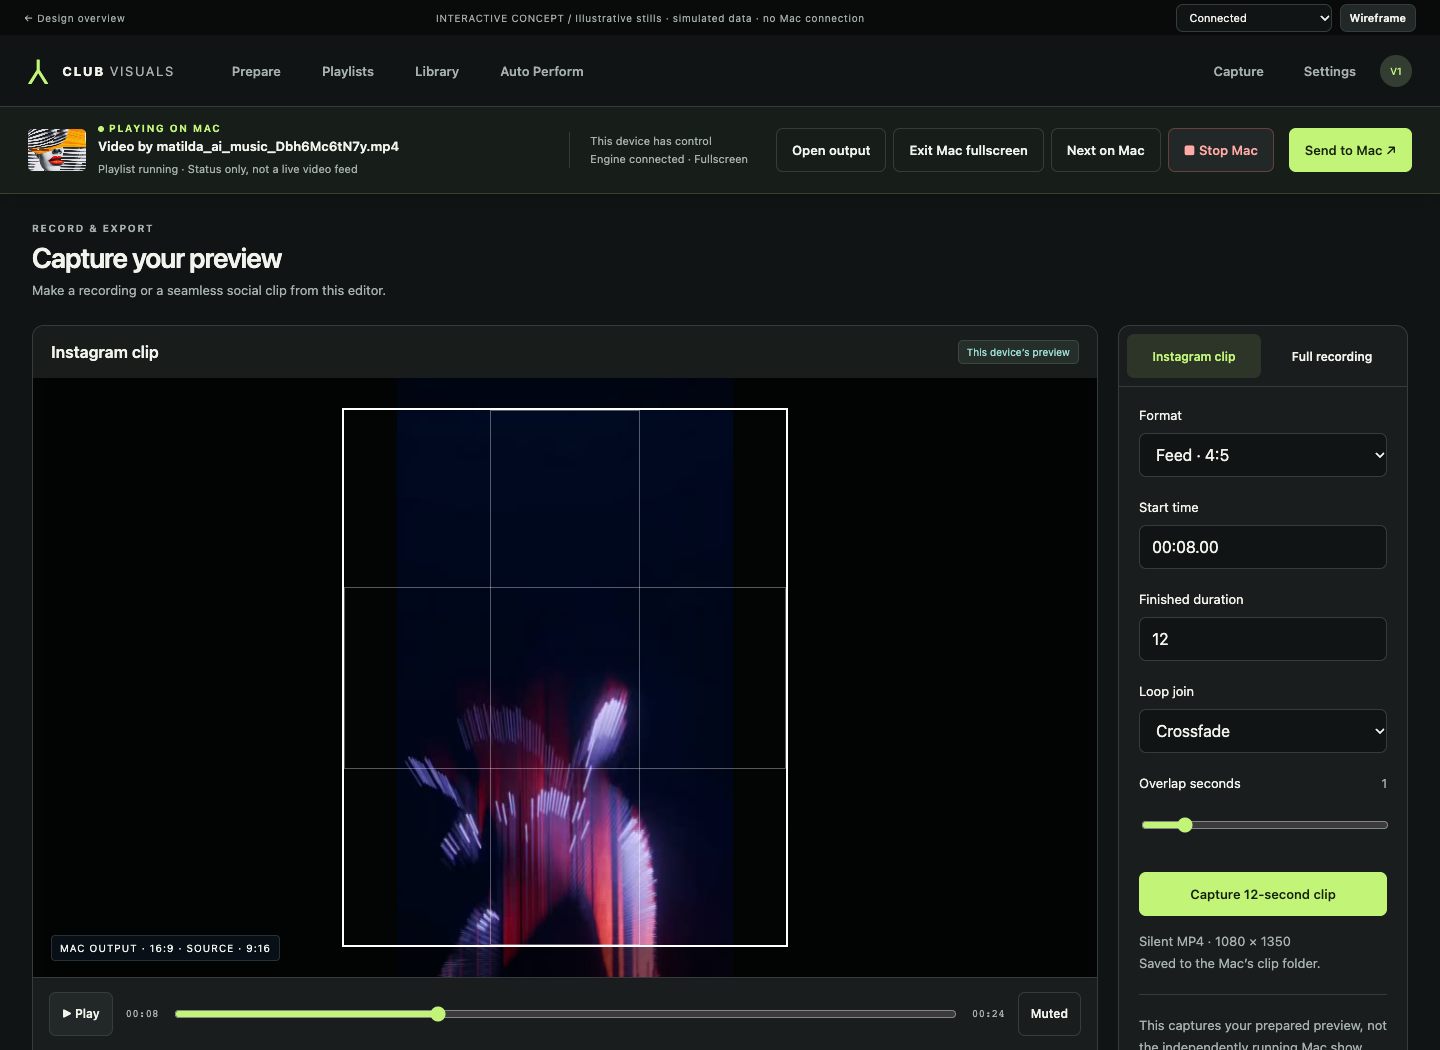 ← Design overview
INTERACTIVE CONCEPT / Illustrative stills · simulated data · no Mac connection
Connected
Wireframe
CLUB VISUALS
Prepare
Playlists
Library
Auto Perform
Capture
Settings
V1
PLAYING ON MAC
Video by matilda_ai_music_Dbh6Mc6tN7y.mp4
Playlist running · Status only, not a live video feed
This device has control
Engine connected · Fullscreen
Open output
Exit Mac fullscreen
Next on Mac
Stop Mac
Send to Mac ↗
RECORD & EXPORT
Capture your preview
Make a recording or a seamless social clip from this editor.
Instagram clip
This device's preview
MAC OUTPUT · 16:9 · SOURCE · 9:16
Play
00:08
00:24
Muted
Instagram clip
Full recording
Format
Feed · 4:5
Start time
00:08.00
Finished duration
12
Loop join
Crossfade
Overlap seconds
1
Capture 12-second clip
Silent MP4 · 1080 × 1350
Saved to the Mac's clip folder.
This captures your prepared preview, not
the independently running Mac show.